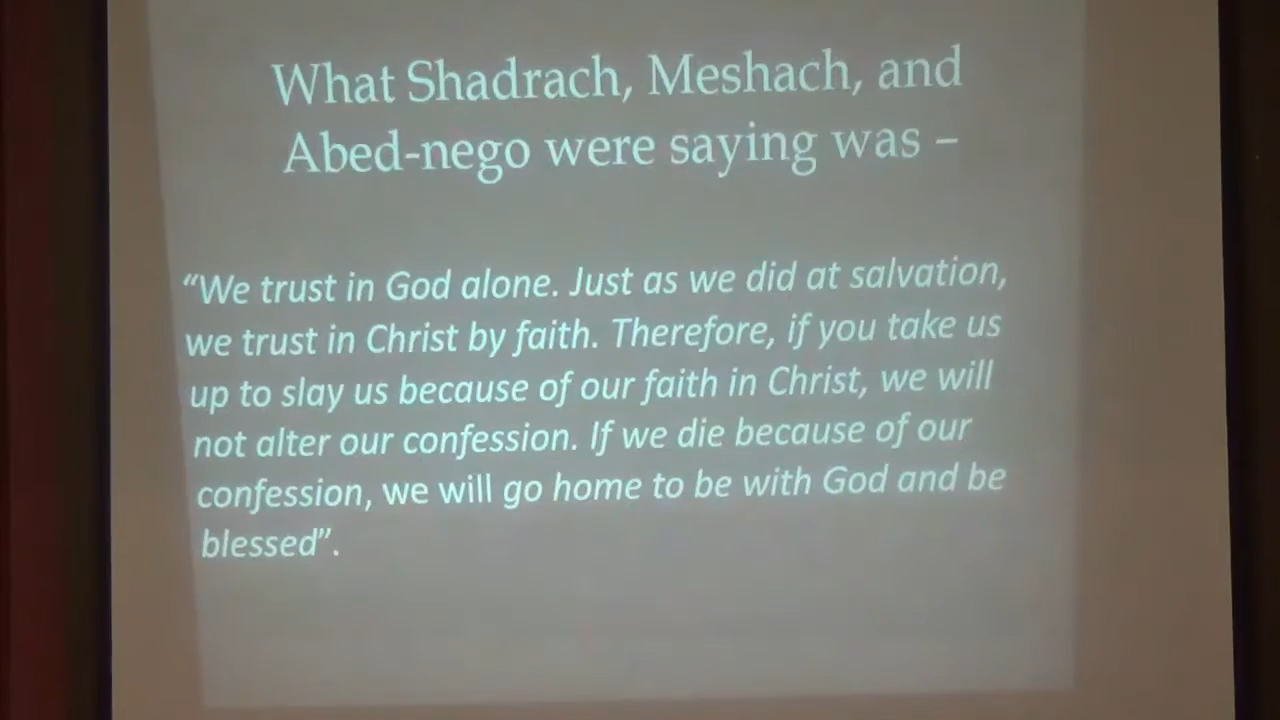 What Shadrach, Meshach, and
Abed-nego were saying was –
“We trust in God alone. Just as we did at salvation,
we trust in Christ by faith. Therefore, if you take us
up to slay us because of our faith in Christ, we will
not alter our confession. If we die because of our
confession, we will go home to be with God and be
blessed”.